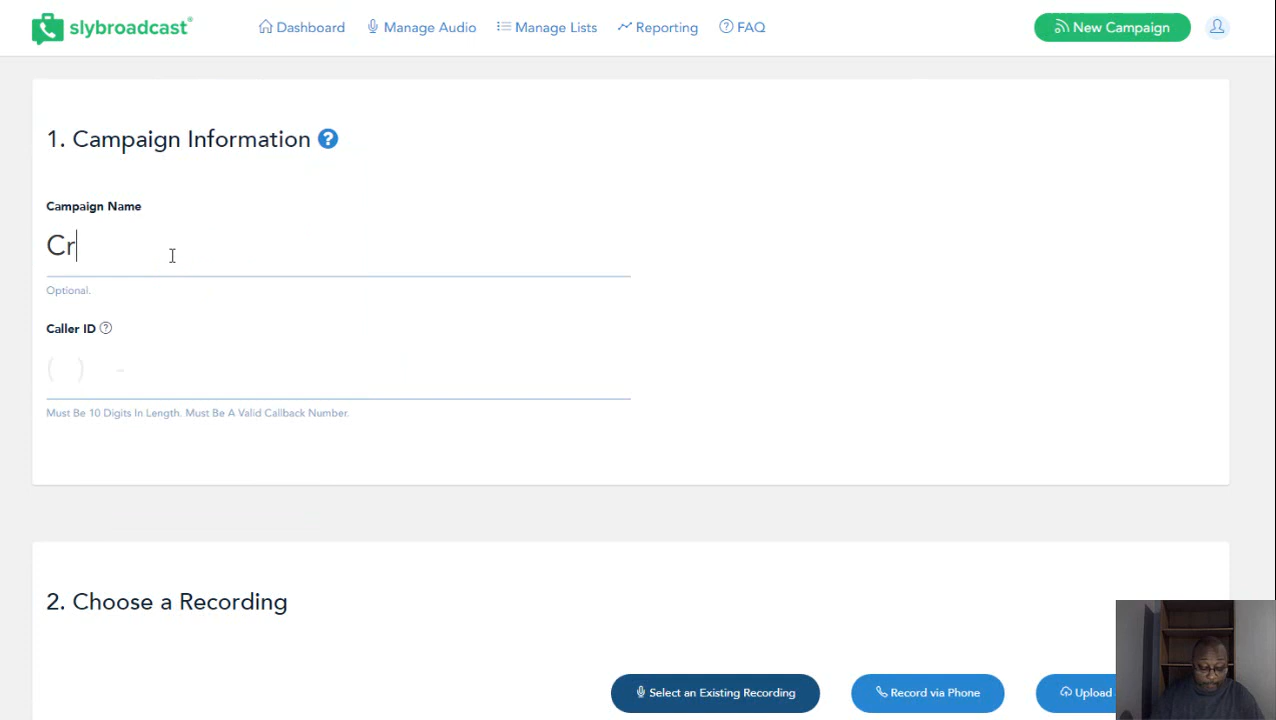 slybroadcast®
Dashboard Manage Audio Manage Lists Reporting FAQ New Campaign
1. Campaign Information ?
Campaign Name
Cr
Optional.
Caller ID ?
( ) -
Must Be 10 Digits In Length. Must Be A Valid Callback Number.
2. Choose a Recording
Select an Existing Recording Record via Phone Upload